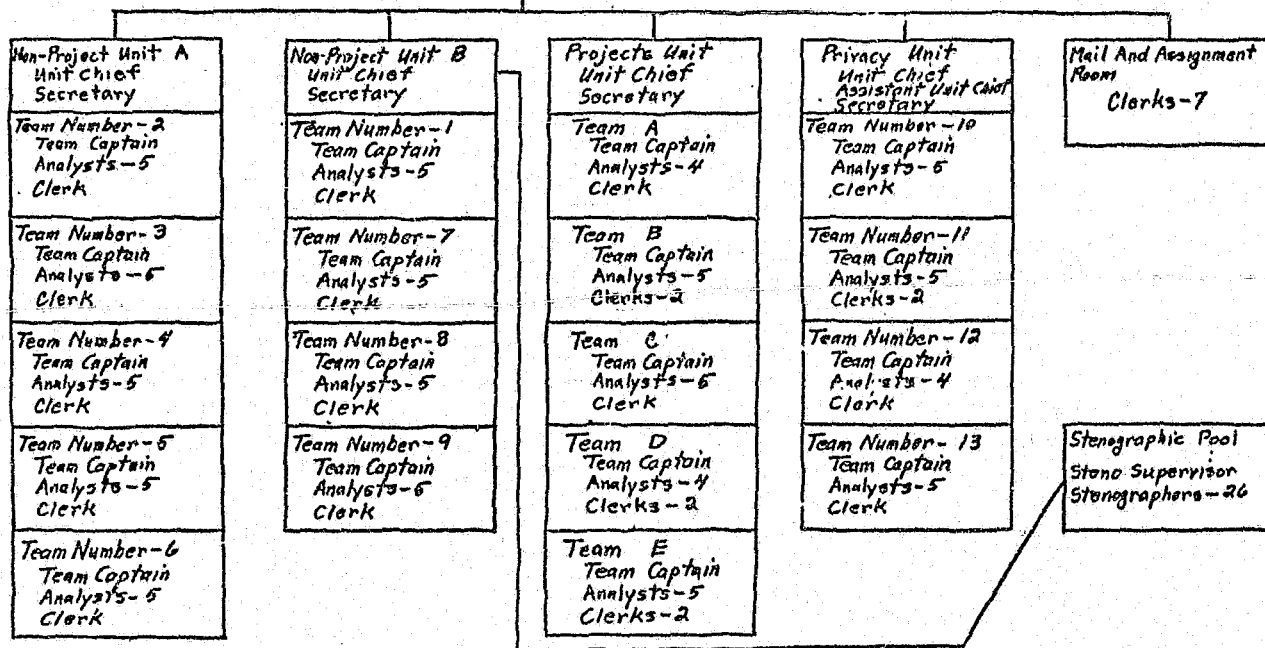 Non-Project Unit A
Unit Chief
Secretary
Team Number-2
Team Captain
Analysts-5
Clerk
Team Number-3
Team Captain
Analysts-5
Clerk
Team Number-4
Team Captain
Analysts-5
Clerk
Team Number-5
Team Captain
Analysts-5
Clerk
Team Number-6
Team Captain
Analysts-5
Clerk
Non-Project Unit B
Unit Chief
Secretary
Team Number-1
Team Captain
Analysts-5
Clerk
Team Number-7
Team Captain
Analysts-5
Clerk
Team Number-8
Team Captain
Analysts-5
Clerk
Team Number-9
Team Captain
Analysts-5
Clerk
Projects Unit
Unit Chief
Secretary
Team A
Team Captain
Analysts-4
Clerk
Team B
Team Captain
Analysts-5
Clerks-2
Team C
Team Captain
Analysts-5
Clerk
Team D
Team Captain
Analysts-4
Clerks-2
Team E
Team Captain
Analysts-5
Clerks-2
Privacy Unit
Unit Chief
Assistant Unit Chief
Secretary
Team Number-10
Team Captain
Analysts-5
Clerk
Team Number-11
Team Captain
Analysts-5
Clerks-2
Team Number-12
Team Captain
Analysts-4
Clerk
Team Number-13
Team Captain
Analysts-5
Clerk
Mail And Assignment
Room
Clerks-7
Stenographic Pool
Steno Supervisor
Stenographers-26